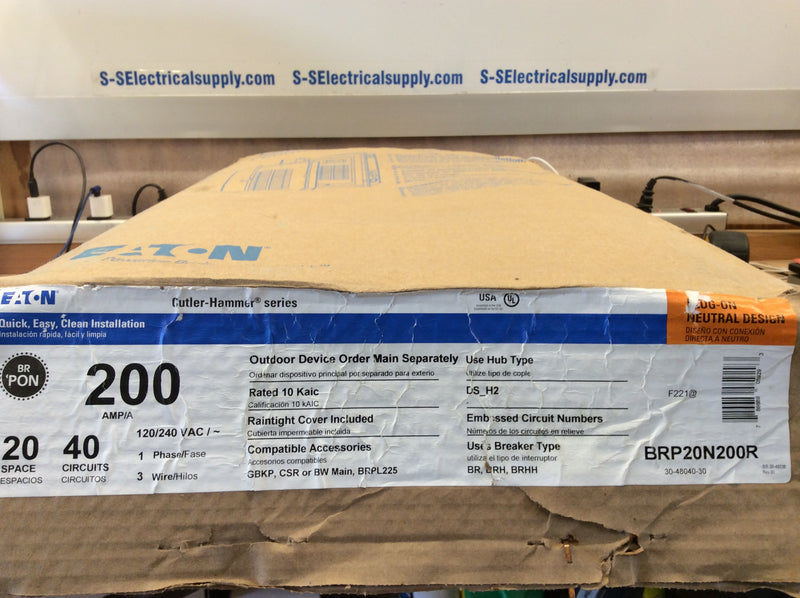 S-SElectricalsupply.com S-SElectricalsupply.com S-SElectricalsupply.com
EATON
EATON
Cutler-Hammer® series
USA UL
PLUG-ON
NEUTRAL DESIGN
DISEÑO CON CONEXIÓN
DIRECTA A NEUTRO
Quick, Easy, Clean Installation
Instalación rápida, fácil y limpia
BR
PON
200
AMP/A
20
SPACE
ESPACIOS
40
CIRCUITS
CIRCUITOS
120/240 VAC / ~
1 Phase/Fase
3 Wire/Hilos
Outdoor Device Order Main Separately
Ordenar dispositivo principal por separado para exterio
Rated 10 Kaic
Calificación 10 kAIC
Raintight Cover Included
Cubierta impermeable incluida
Compatible Accessories
Accesorios compatibles
GBKP, CSR or BW Main, BRPL225
Use Hub Type
Utilize tipo de cople
DS_H2
Embossed Circuit Numbers
Números de los circuitos en relieve
Use Breaker Type
utiliza el tipo de interruptor
BR, BRH, BRHH
F221@
BRP20N200R
30-48040-30